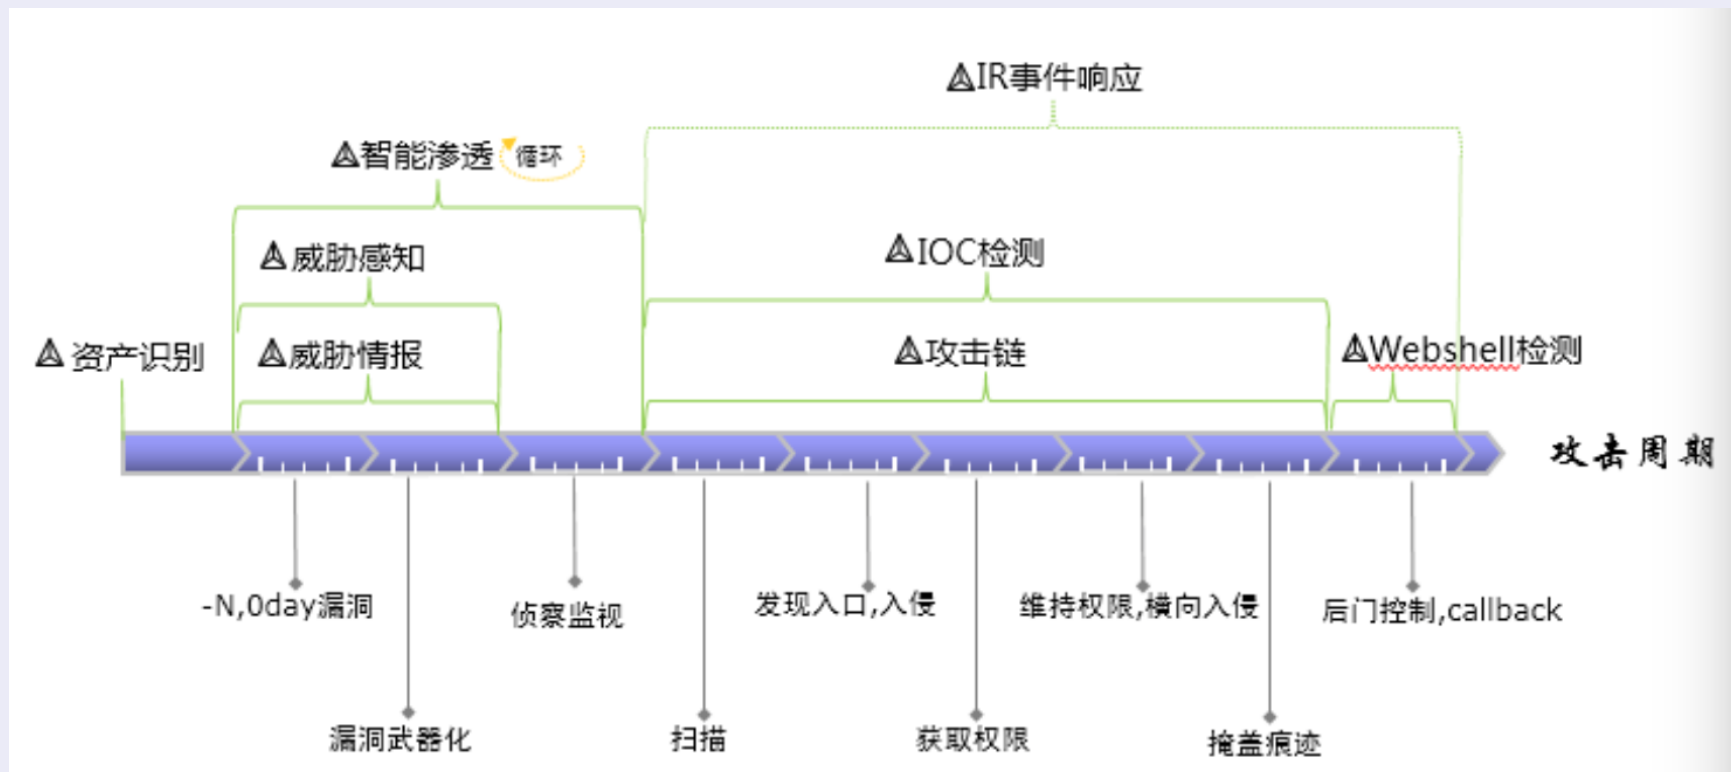 IR事件响应
智能渗透 循环
威胁感知
IOC检测
资产识别
威胁情报
攻击链
Webshell检测
攻击周期
-N,0day漏洞
侦察监视
发现入口,入侵
维持权限,横向入侵
后门控制,callback
漏洞武器化
扫描
获取权限
掩盖痕迹